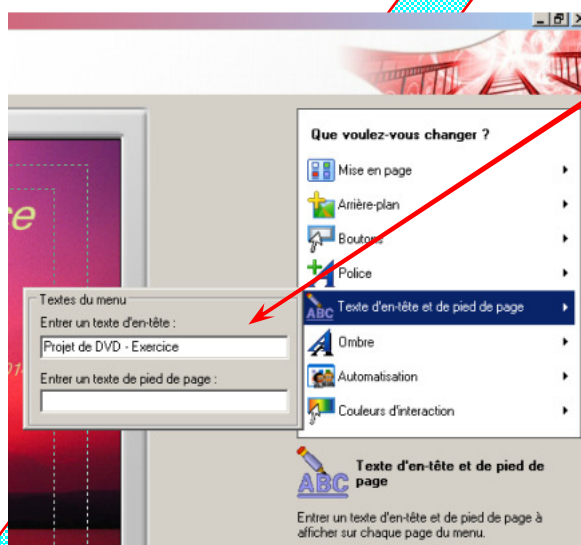 Que voulez-vous changer ?
Mise en page
Arrière-plan
Boutons
Police
Texte d'en-tête et de pied de page
Ombre
Automatisation
Couleurs d'interaction
Textes du menu
Entrer un texte d'en-tête :
Projet de DVD - Exercice
Entrer un texte de pied de page :
ABC
ABC
Texte d'en-tête et de pied de
page
Entrer un texte d'en-tête et de pied de page à
afficher sur chaque page du menu.